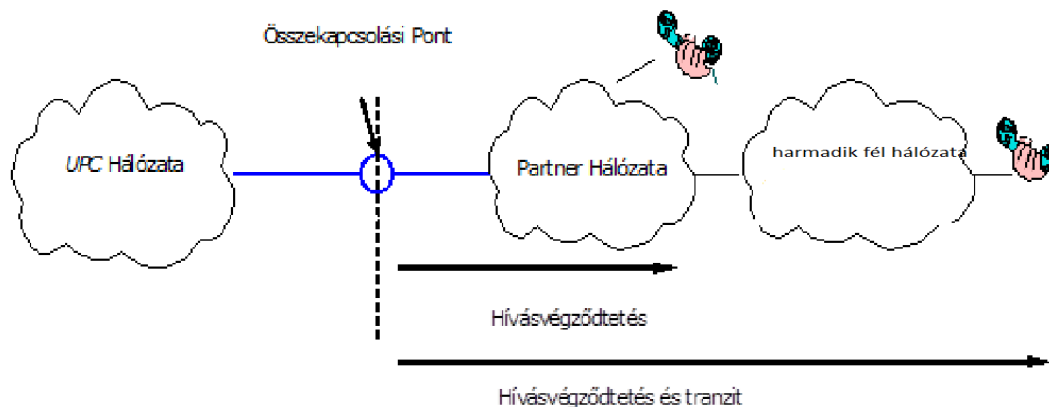 Összekapcsolási Pont
UPC Hálózata
Partner Hálózata
harmadik fél hálózata
Hívásvégződtetés
Hívásvégződtetés és tranzit